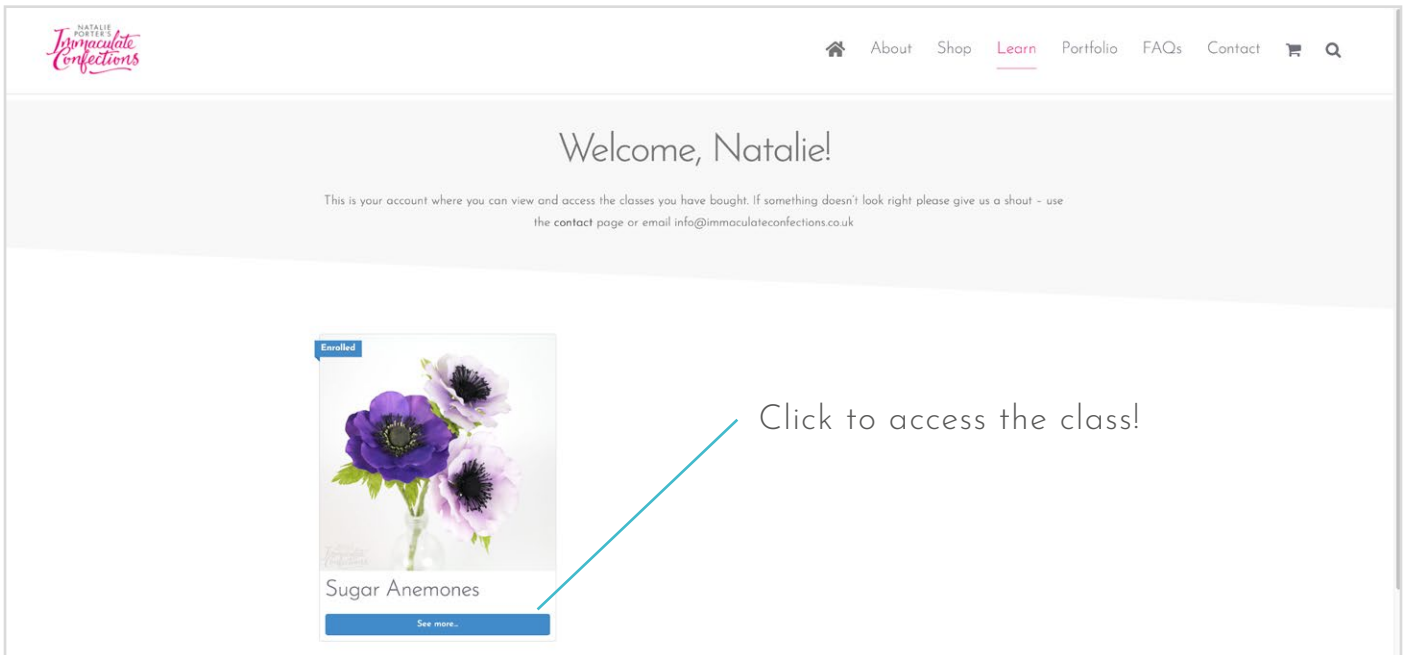 NATALIE
PORTER'S
Immaculate
Confections
About Shop Learn Portfolio FAQs Contact
Welcome, Natalie!
This is your account where you can view and access the classes you have bought. If something doesn't look right please give us a shout – use
the contact page or email info@immaculateconfections.co.uk
Enrolled
Click to access the class!
Immaculate
Confections
Sugar Anemones
See more...